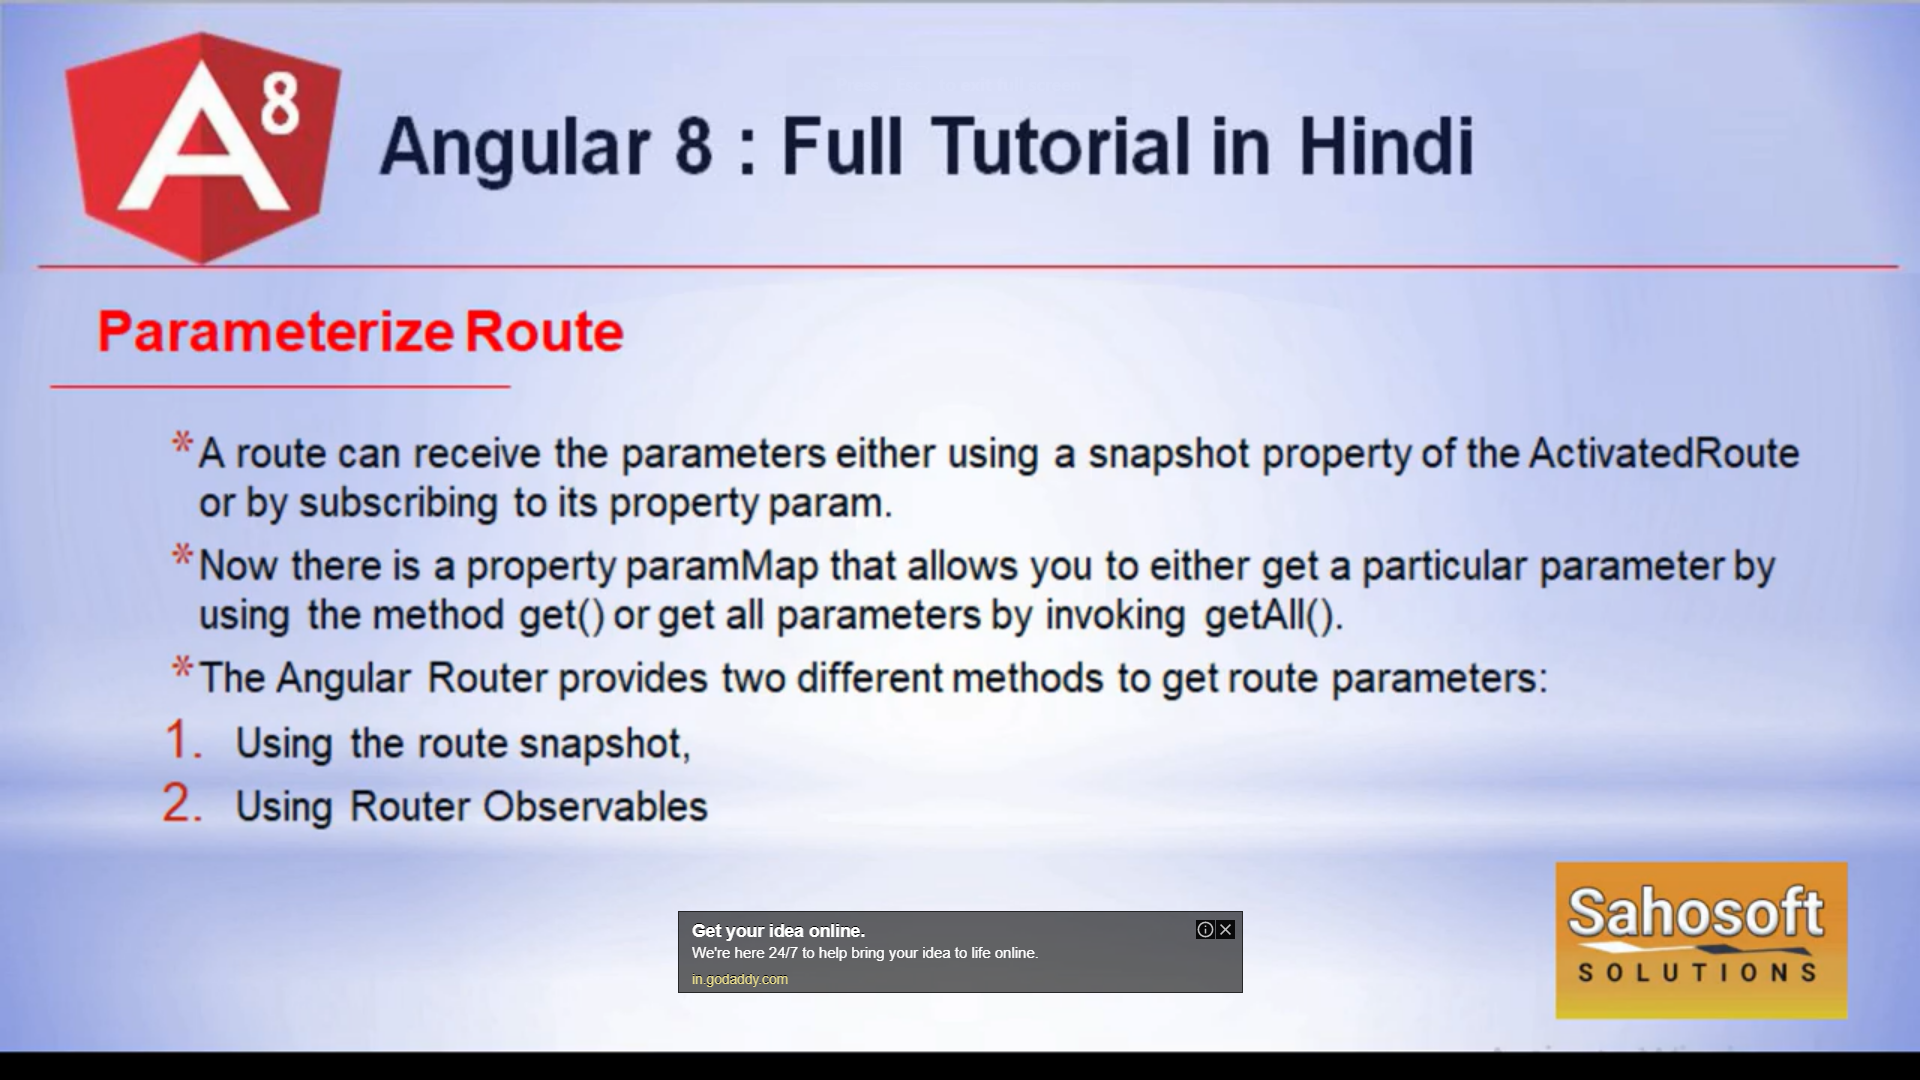 A8
Angular 8 : Full Tutorial in Hindi
Parameterize Route
* A route can receive the parameters either using a snapshot property of the ActivatedRoute
or by subscribing to its property param.
* Now there is a property paramMap that allows you to either get a particular parameter by
using the method get() or get all parameters by invoking getAll().
* The Angular Router provides two different methods to get route parameters:
1. Using the route snapshot,
2. Using Router Observables
Get your idea online.
We're here 24/7 to help bring your idea to life online.
in.godaddy.com
Sahosoft
SOLUTIONS